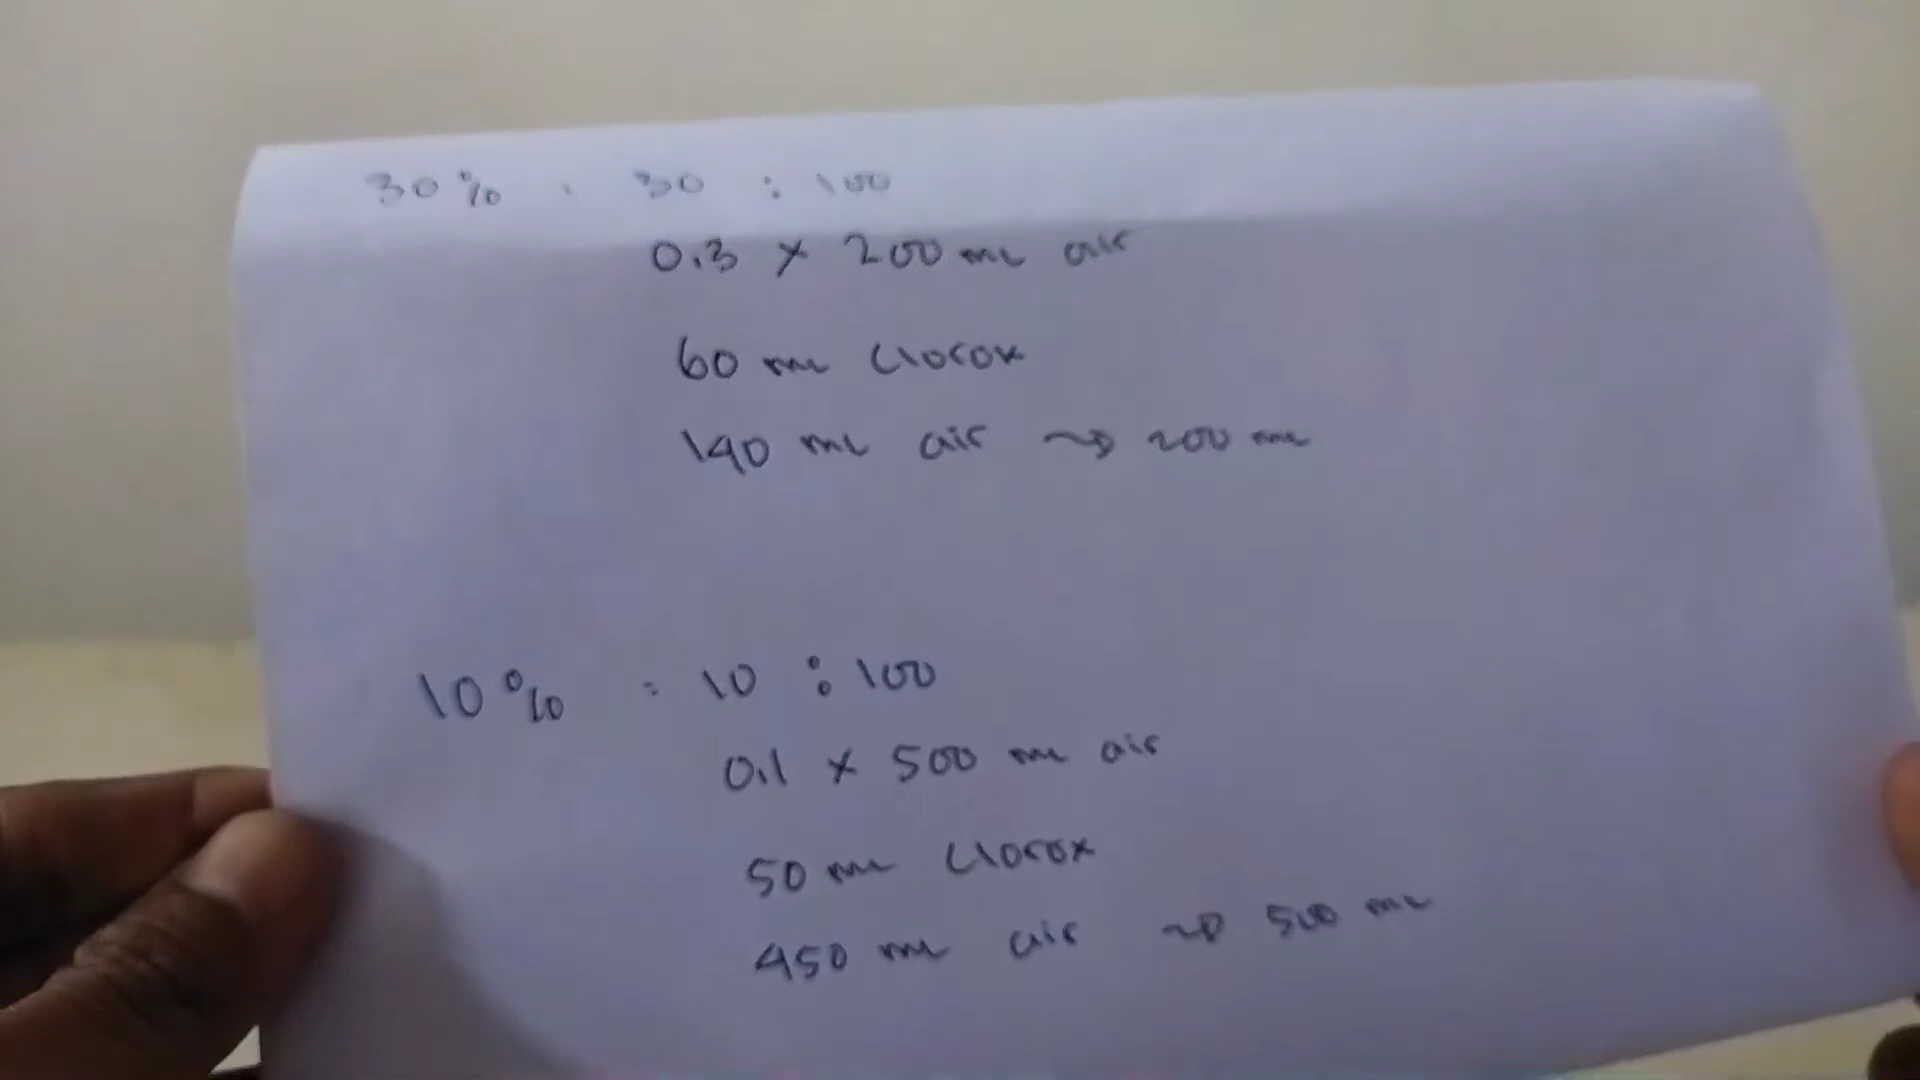 30% : 30 : 100
0.3 x 200 ml air
60 ml Clorox
140 ml air → 200 ml
10% : 10 : 100
0.1 x 500 ml air
50 ml Clorox
450 ml air → 500 ml